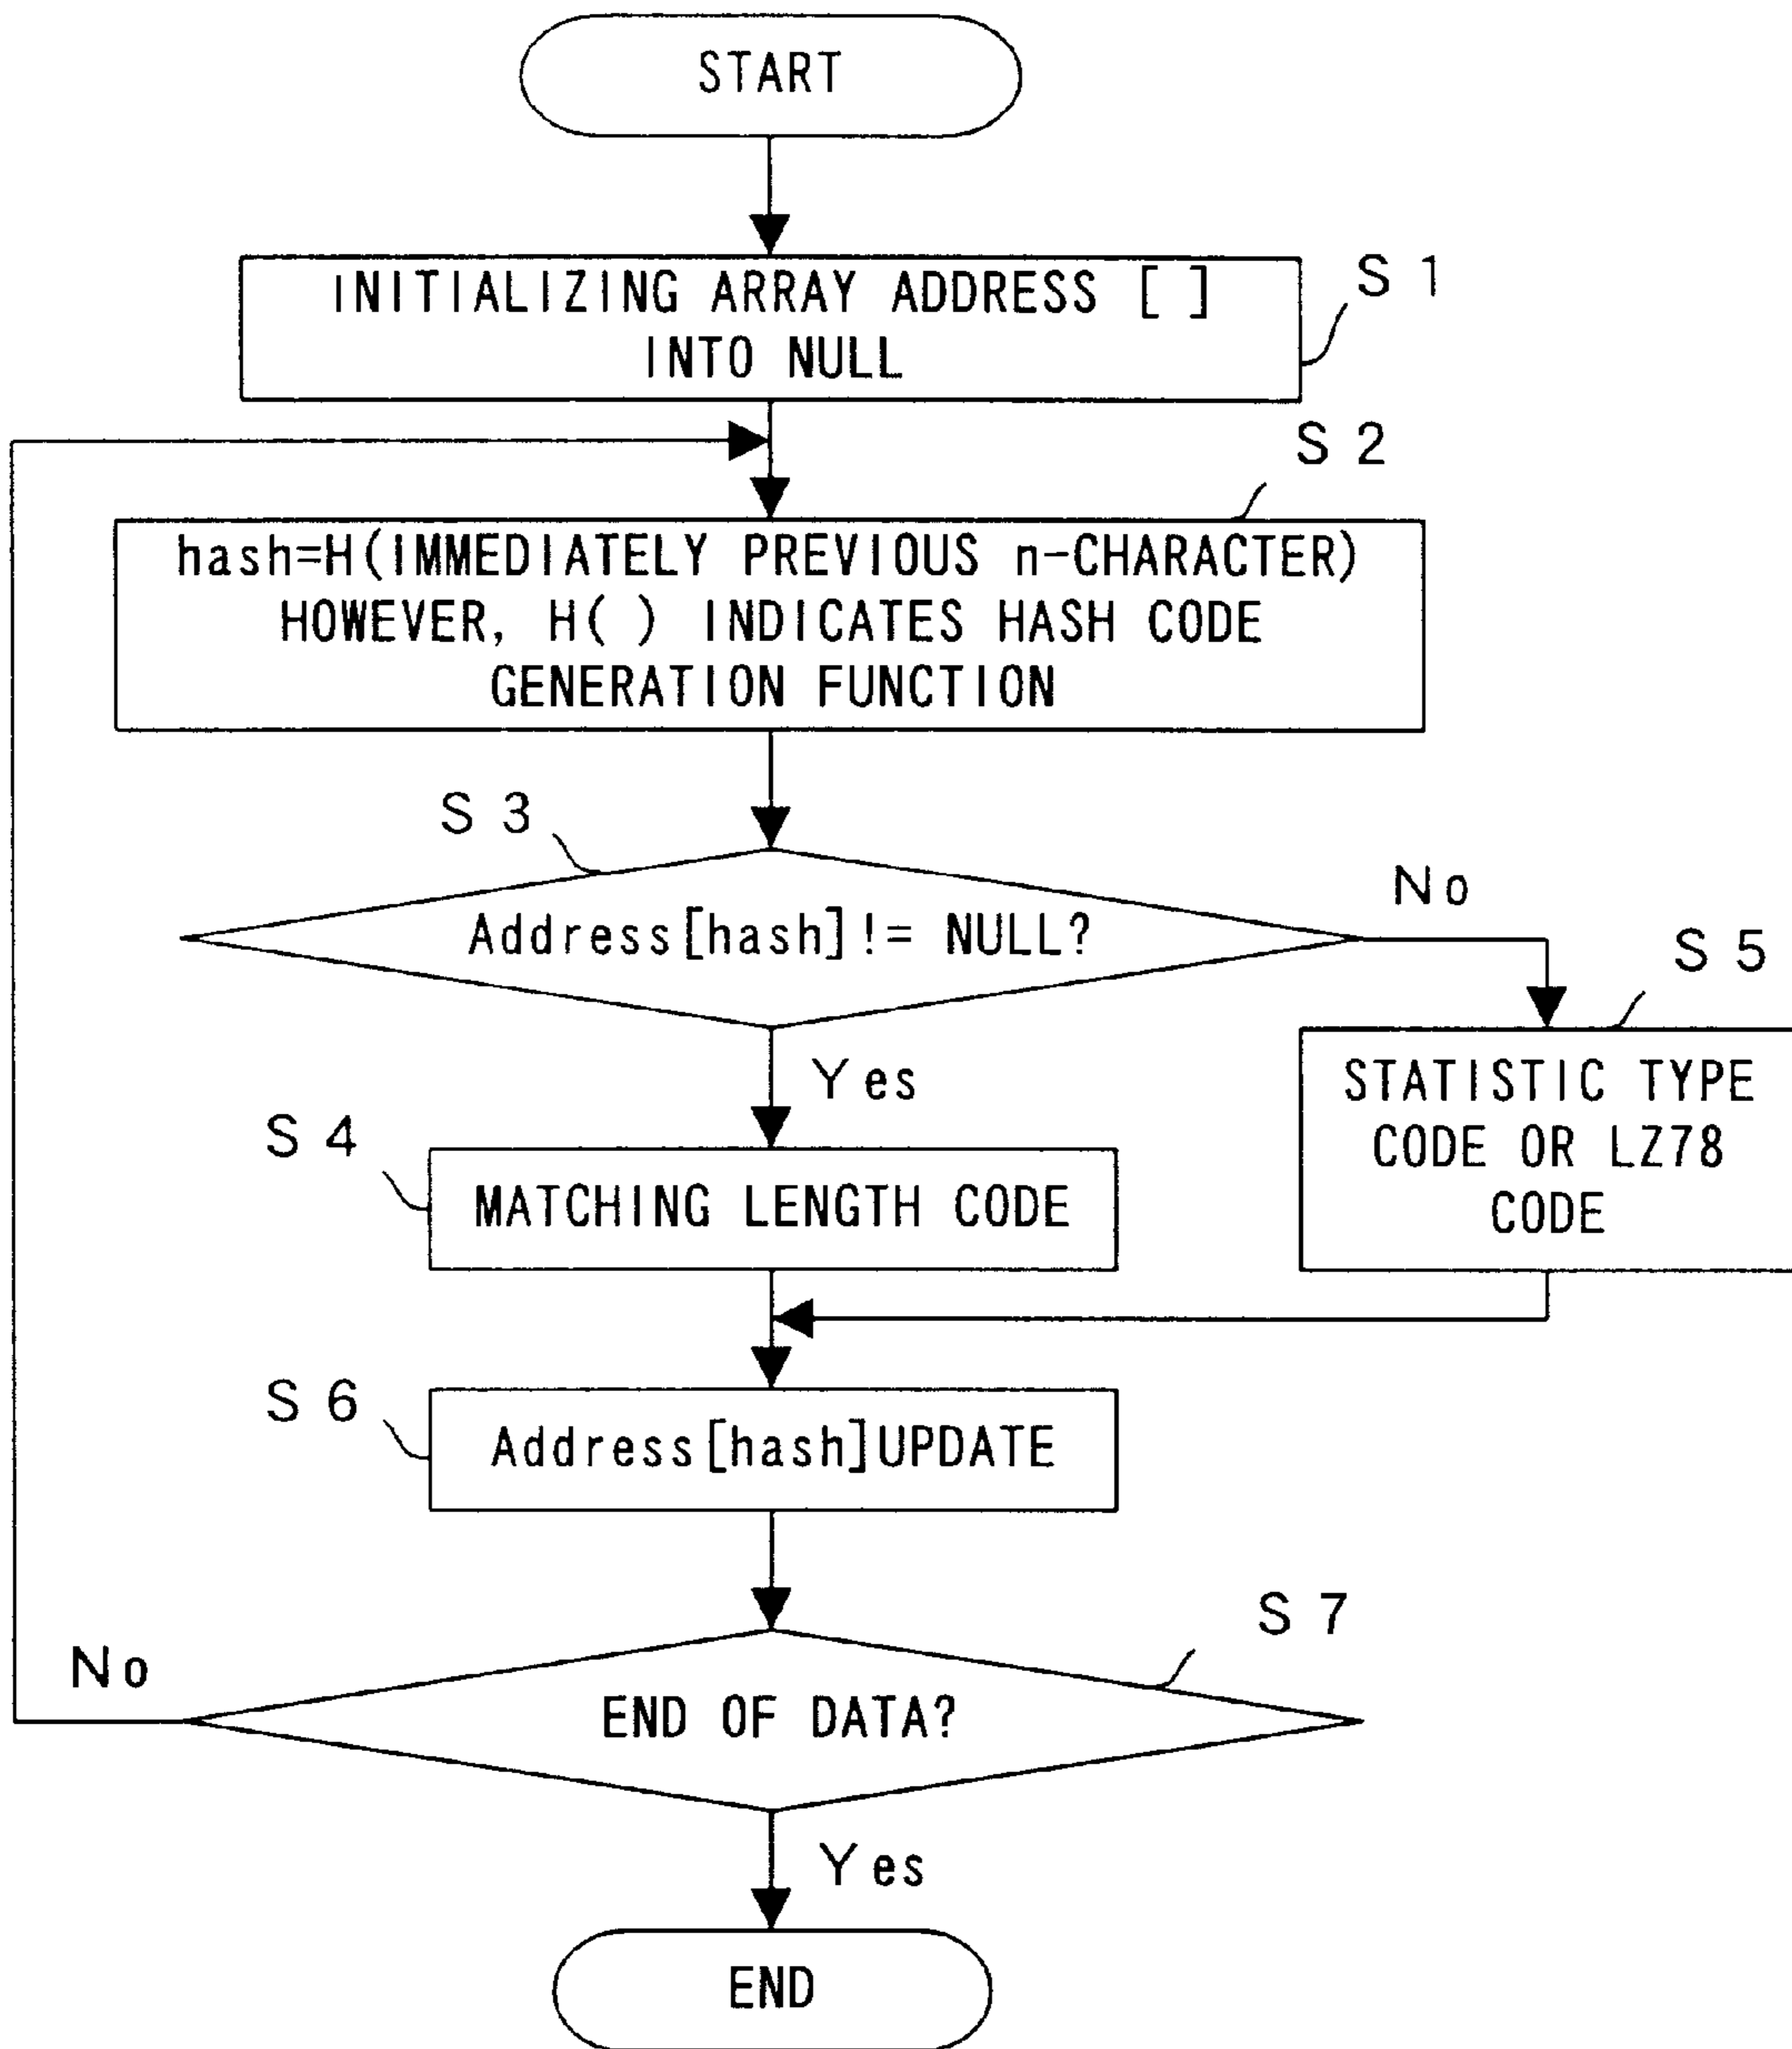 START
INITIALIZING ARRAY ADDRESS [ ]
INTO NULL
S 1
S 2
hash=H(IMMEDIATELY PREVIOUS n-CHARACTER)
HOWEVER, H( ) INDICATES HASH CODE
GENERATION FUNCTION
S 3
Address[hash]!= NULL?
No
Yes
S 4
MATCHING LENGTH CODE
S 5
STATISTIC TYPE
CODE OR LZ78
CODE
S 6
Address[hash]UPDATE
S 7
END OF DATA?
No
Yes
END